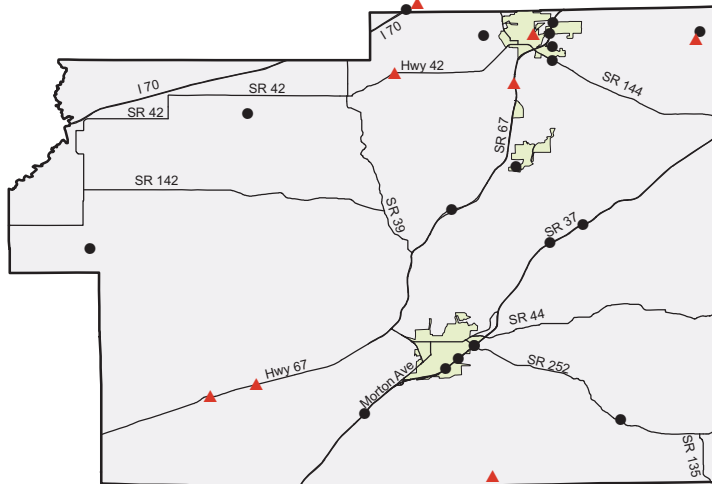 I 70
Hwy 42
I 70
SR 42
SR 144
SR 42
SR 67
SR 142
SR 39
SR 37
SR 44
Hwy 67
SR 252
Morton Ave
SR 135